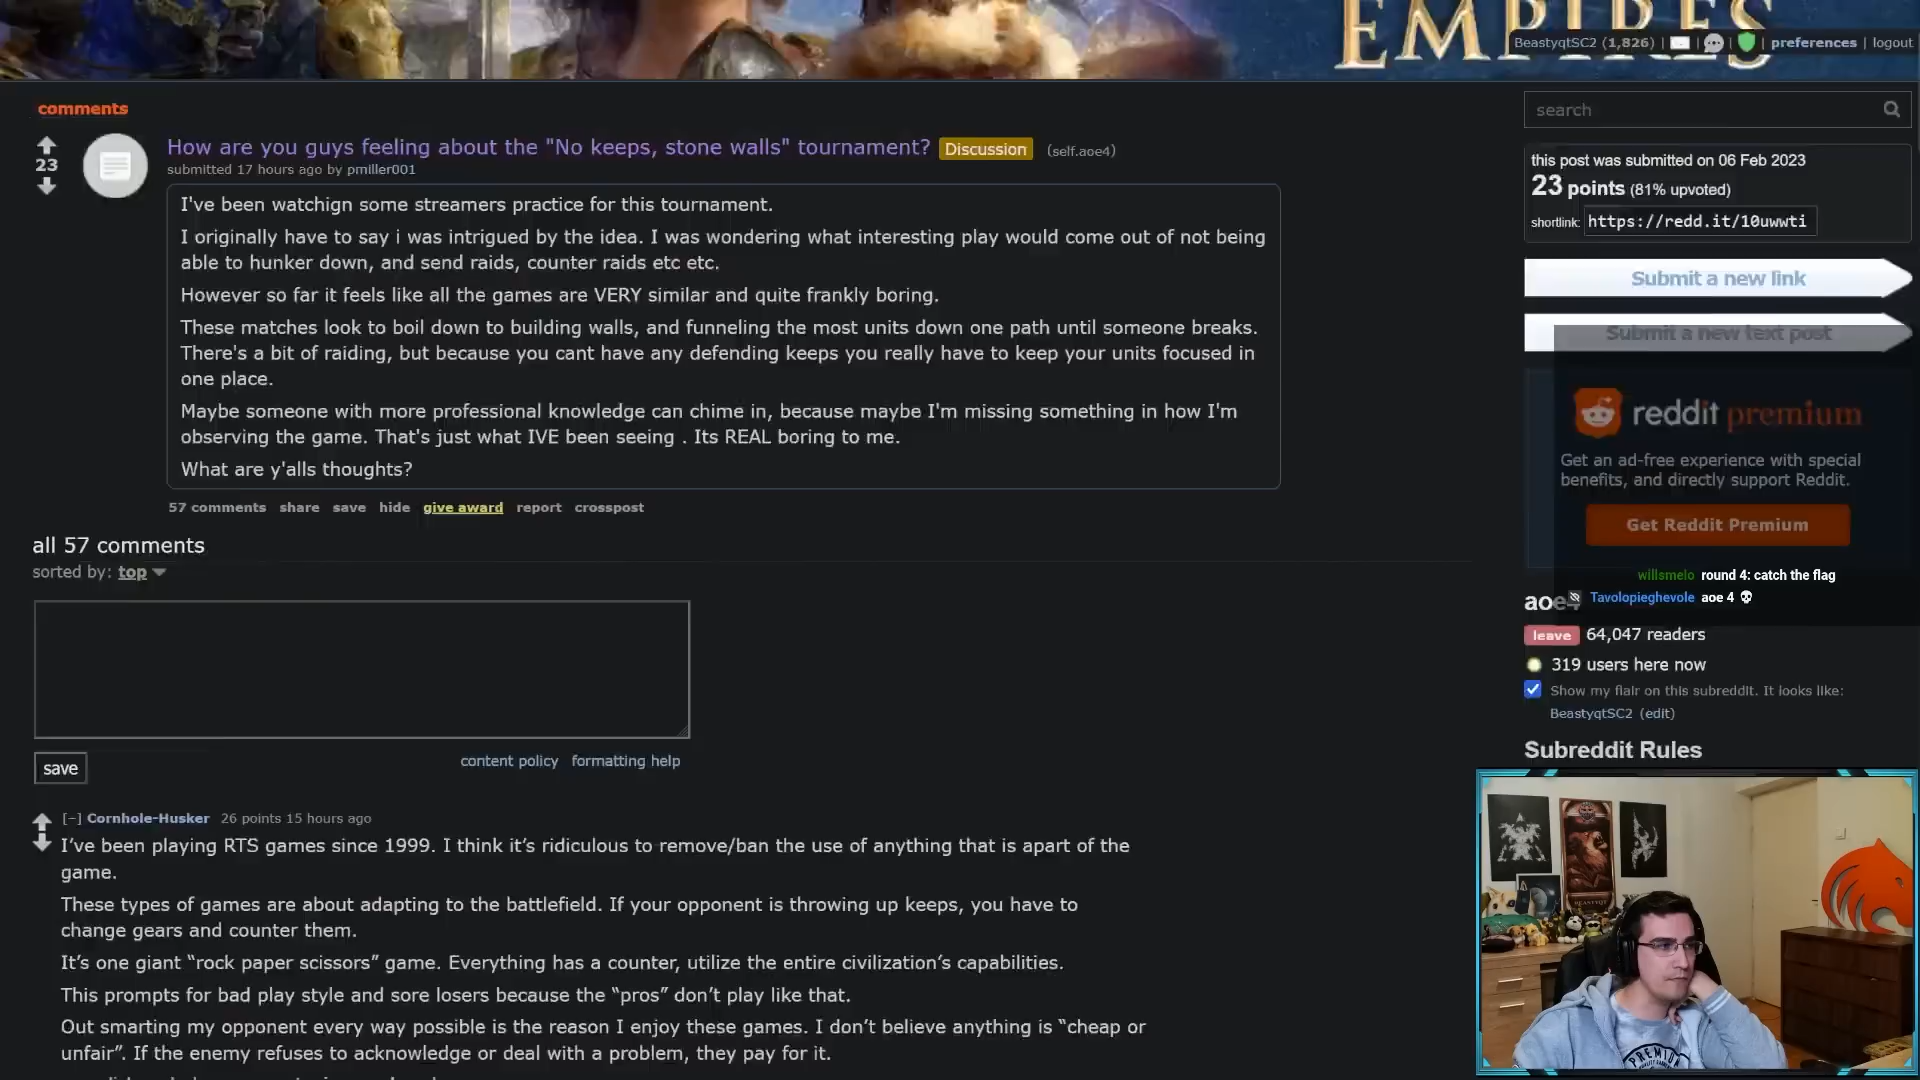 EMPIRES
BeastyqtSC2 (1,826) | | | | preferences | logout
comments
search
23
How are you guys feeling about the "No keeps, stone walls" tournament? Discussion (self.aoe4)
submitted 17 hours ago by pmiller001
I've been watchign some streamers practice for this tournament.
I originally have to say i was intrigued by the idea. I was wondering what interesting play would come out of not being
able to hunker down, and send raids, counter raids etc etc.
However so far it feels like all the games are VERY similar and quite frankly boring.
These matches look to boil down to building walls, and funneling the most units down one path until someone breaks.
There's a bit of raiding, but because you cant have any defending keeps you really have to keep your units focused in
one place.
Maybe someone with more professional knowledge can chime in, because maybe I'm missing something in how I'm
observing the game. That's just what IVE been seeing . Its REAL boring to me.
What are y'alls thoughts?
57 comments share save hide give award report crosspost
all 57 comments
sorted by: top
save
content policy formatting help
[–] Cornhole-Husker 26 points 15 hours ago
I’ve been playing RTS games since 1999. I think it’s ridiculous to remove/ban the use of anything that is apart of the
game.
These types of games are about adapting to the battlefield. If your opponent is throwing up keeps, you have to
change gears and counter them.
It’s one giant “rock paper scissors” game. Everything has a counter, utilize the entire civilization’s capabilities.
This prompts for bad play style and sore losers because the “pros” don’t play like that.
Out smarting my opponent every way possible is the reason I enjoy these games. I don’t believe anything is “cheap or
unfair”. If the enemy refuses to acknowledge or deal with a problem, they pay for it.
this post was submitted on 06 Feb 2023
23 points (81% upvoted)
shortlink: https://redd.it/10uwwti
Submit a new link
Submit a new text post
reddit premium
Get an ad-free experience with special
benefits, and directly support Reddit.
Get Reddit Premium
willsmelo round 4: catch the flag
Tavolopieghevole aoe 4 💀
aoe4
leave 64,047 readers
319 users here now
Show my flair on this subreddit. It looks like:
BeastyqtSC2 (edit)
Subreddit Rules
PREMIUM